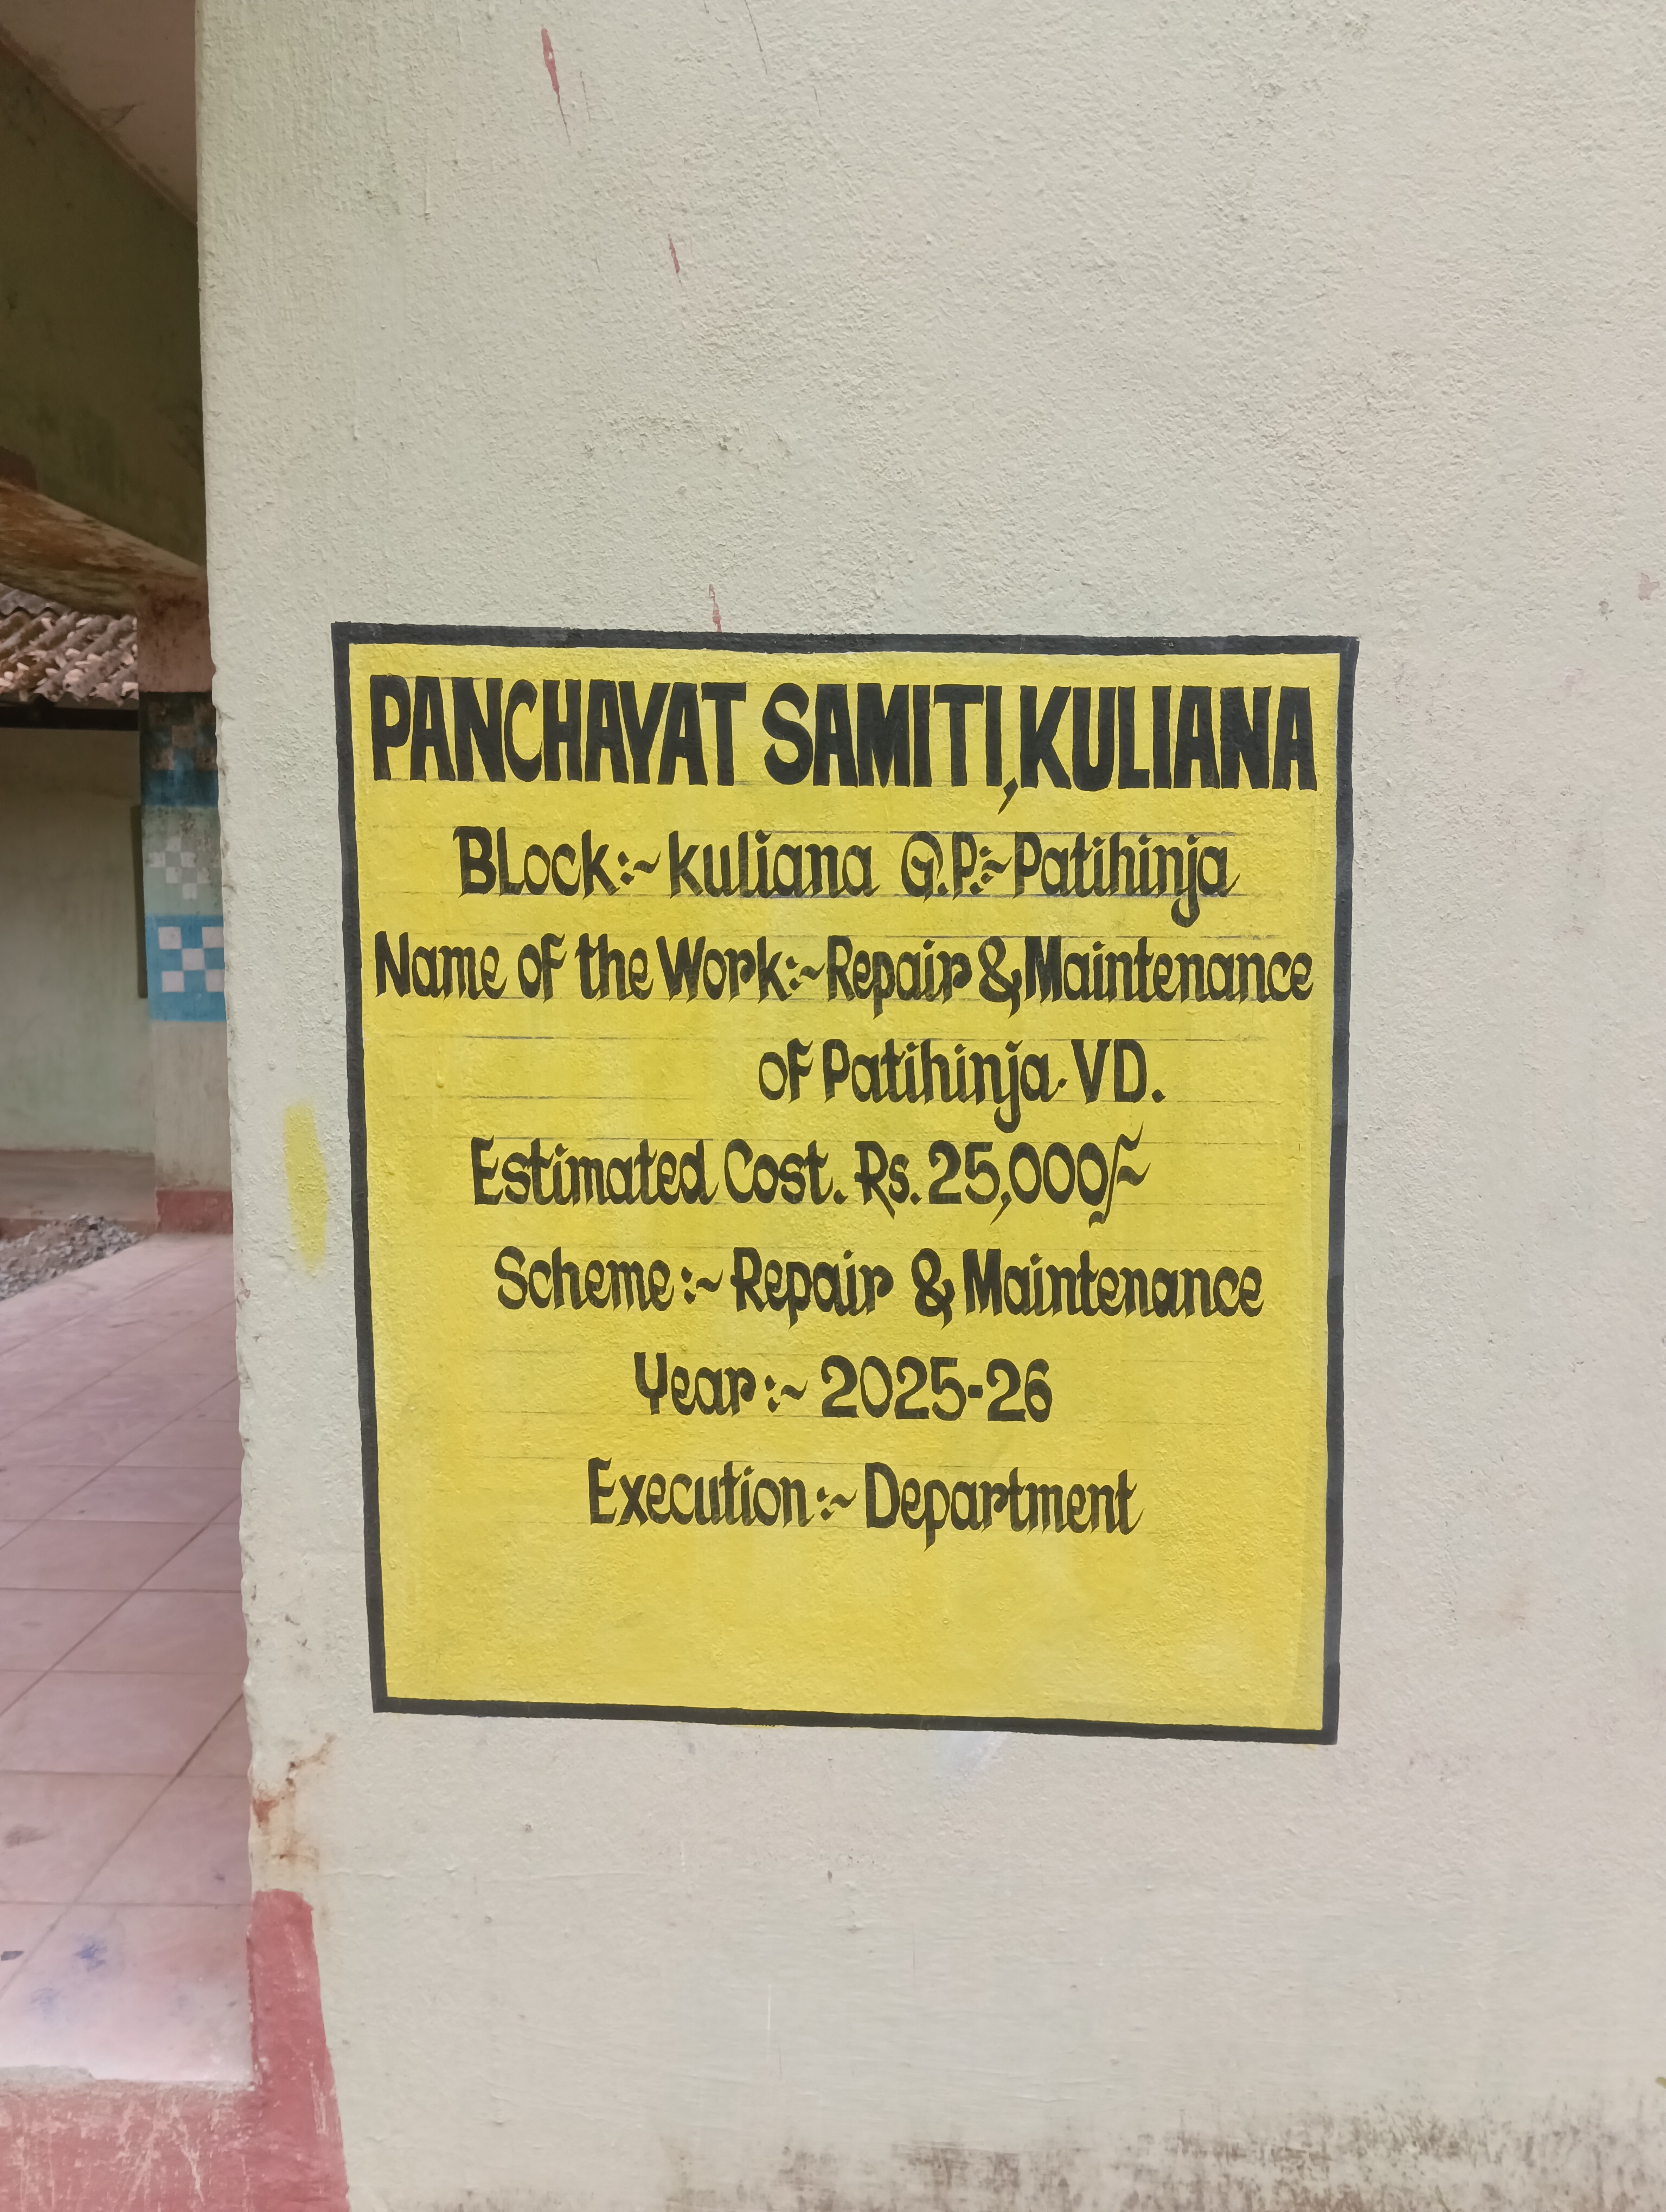 PANCHAYAT SAMITI, KULIANA
BLock:~ kuliana G.P.:~ Patihinja
Name of the Work:~ Repair & Maintenance
of Patihinja. VD.
Estimated Cost. Rs. 25,000/~
Scheme:~ Repair & Maintenance
Year:~ 2025-26
Execution:~ Department